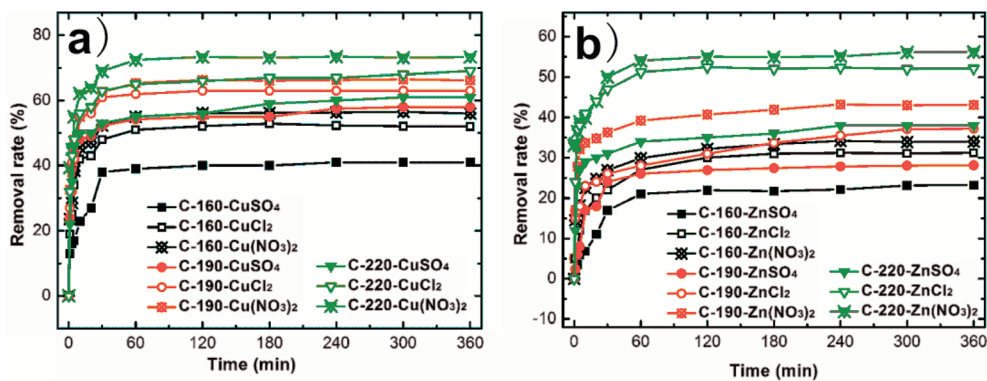 a)
Removal rate (%)
80
60
40
20
0
C-160-CuSO4
C-160-CuCl2
C-160-Cu(NO3)2
C-190-CuSO4
C-190-CuCl2
C-190-Cu(NO3)2
C-220-CuSO4
C-220-CuCl2
C-220-Cu(NO3)2
0 60 120 180 240 300 360
Time (min)
b)
Removal rate (%)
60
50
40
30
20
10
0
-10
C-160-ZnSO4
C-160-ZnCl2
C-160-Zn(NO3)2
C-190-ZnSO4
C-190-ZnCl2
C-190-Zn(NO3)2
C-220-ZnSO4
C-220-ZnCl2
C-220-Zn(NO3)2
0 60 120 180 240 300 360
Time (min)